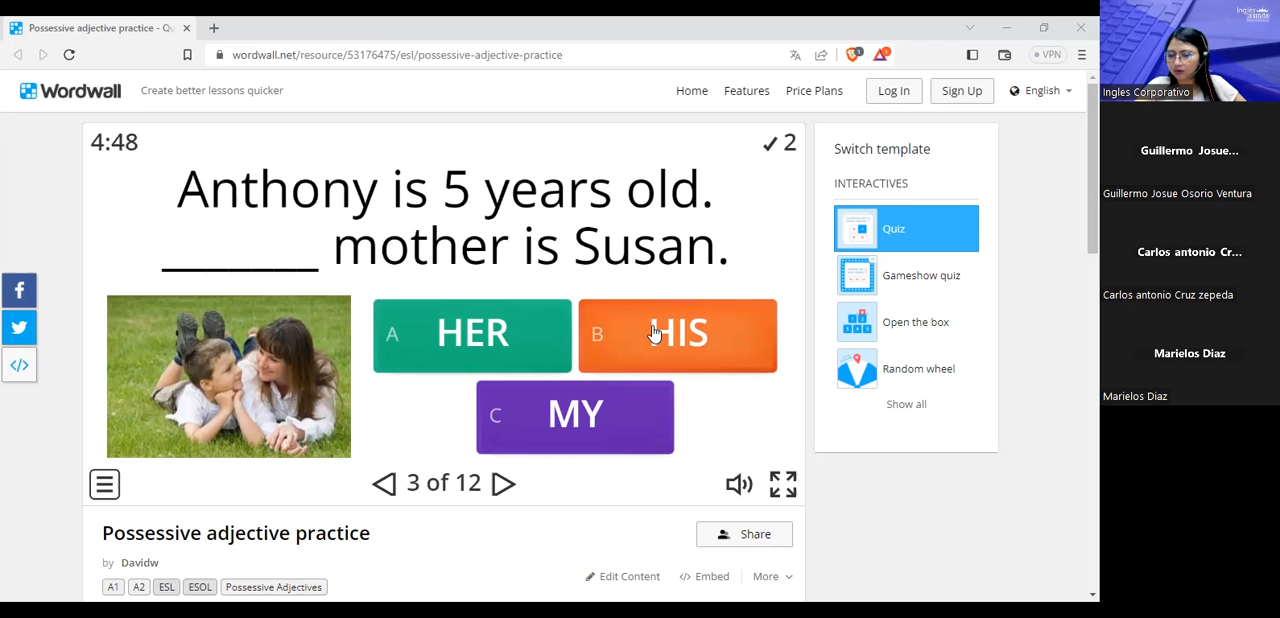 Possessive adjective practice - Qu
wordwall.net/resource/53176475/esl/possessive-adjective-practice
1
1
VPN
Wordwall
Create better lessons quicker
Home
Features
Price Plans
Log In
Sign Up
English
4:48
2
Anthony is 5 years old.
_______ mother is Susan.
A HER
B HIS
C MY
3 of 12
Possessive adjective practice
by Davidw
A1
A2
ESL
ESOL
Possessive Adjectives
Share
Edit Content
Embed
More
Switch template
INTERACTIVES
Quiz
Gameshow quiz
Open the box
Random wheel
Show all
Ingles Corporativo
Guillermo Josue...
Guillermo Josue Osorio Ventura
Carlos antonio Cr...
Carlos antonio Cruz zepeda
Marielos Diaz
Marielos Diaz